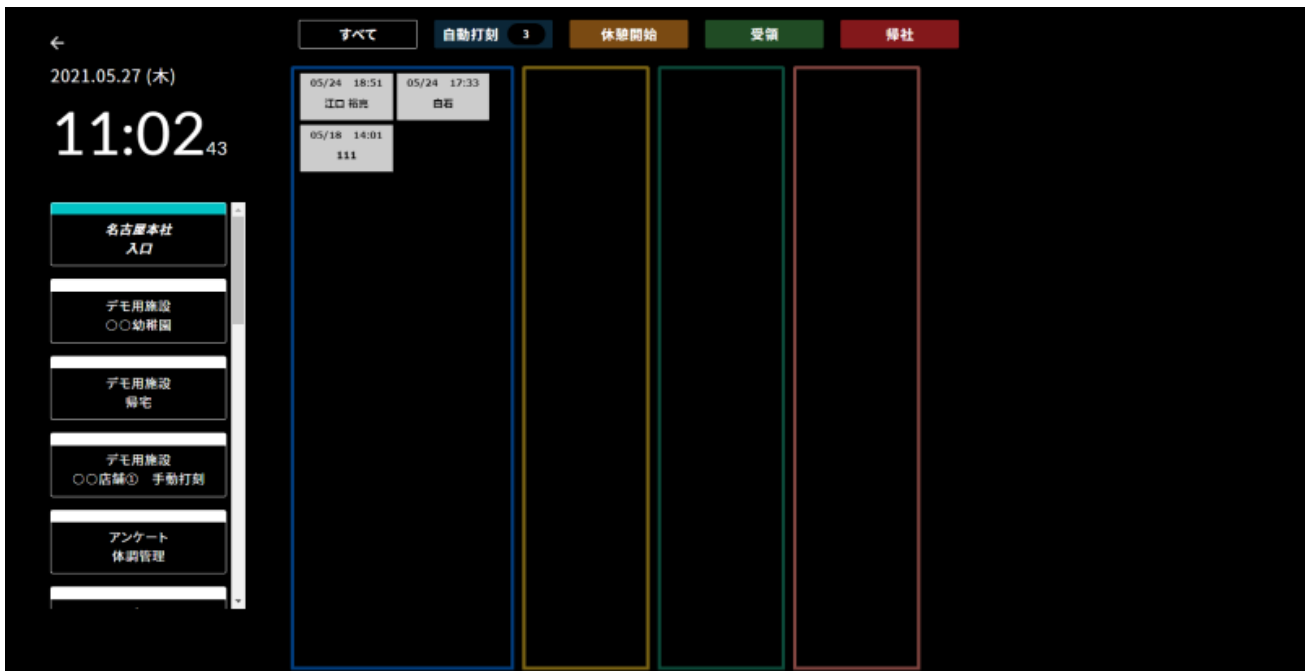 すべて
自動打刻 3
休憩開始
受領
帰社
2021.05.27 (木)
11:02 43
名古屋本社
入口
デモ用施設
○○幼稚園
デモ用施設
帰宅
デモ用施設
○○店舗① 手動打刻
アンケート
体調管理
05/24 18:51
江口 裕亮
05/24 17:33
白石
05/18 14:01
111